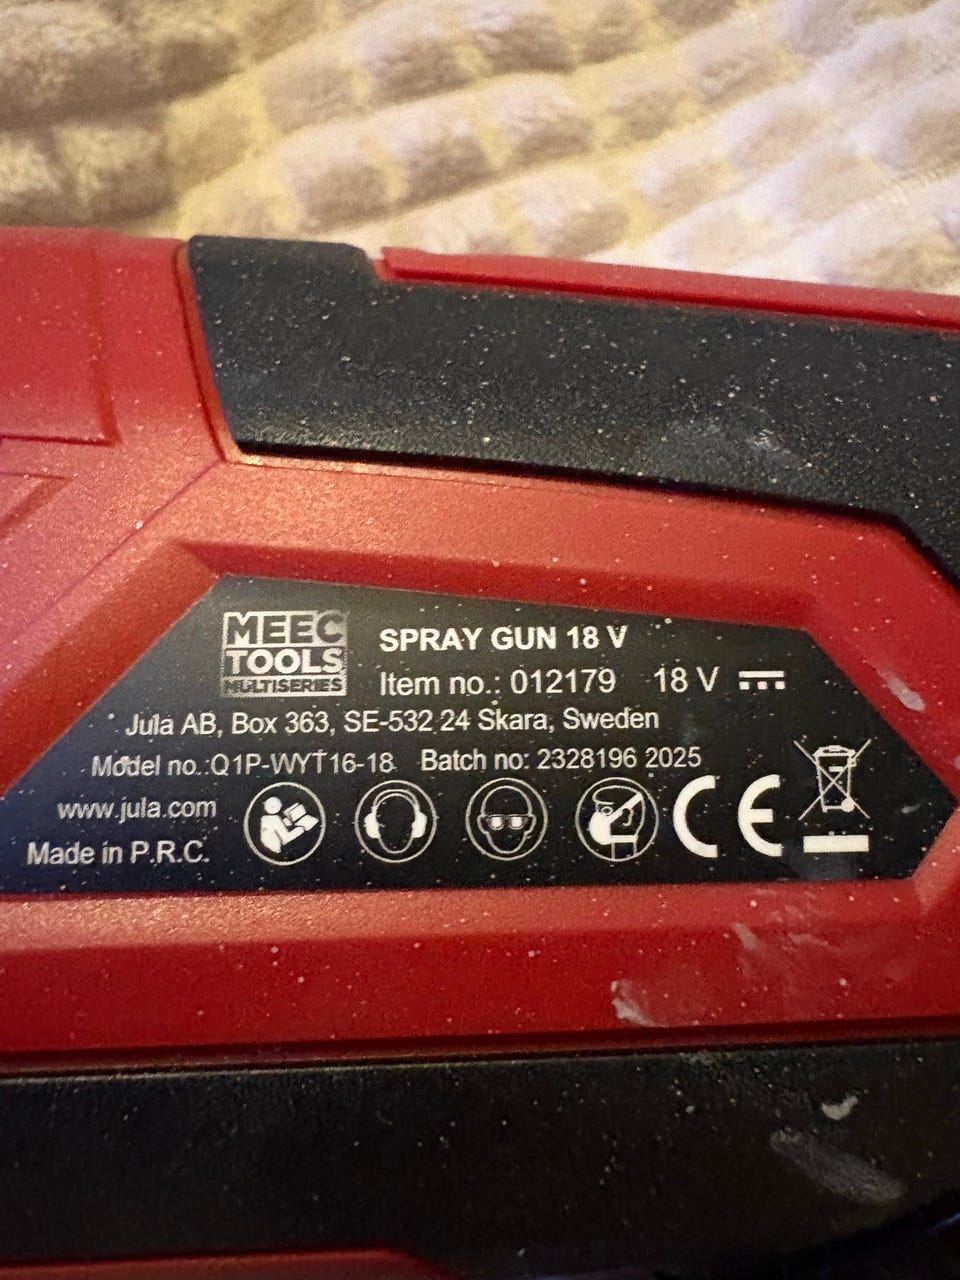 MEEC
TOOLS
MULTISERIES
SPRAY GUN 18 V
Item no.: 012179 18 V
Jula AB, Box 363, SE-532 24 Skara, Sweden
Model no.:Q1P-WYT16-18 Batch no: 2328196 2025
www.jula.com
Made in P.R.C.
CE